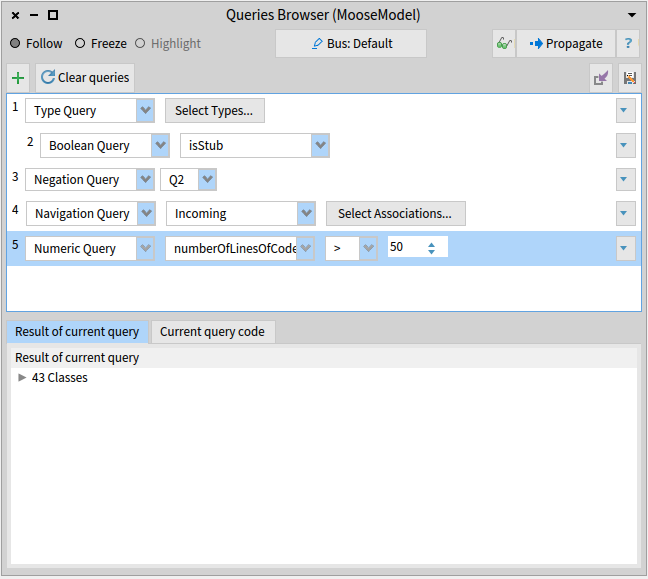 Queries Browser (MooseModel)
Follow Freeze Highlight Bus: Default Propagate ?
Clear queries
1 Type Query Select Types...
2 Boolean Query isStub
3 Negation Query Q2
4 Navigation Query Incoming Select Associations...
5 Numeric Query numberOfLinesOfCode > 50
Result of current query Current query code
Result of current query
43 Classes